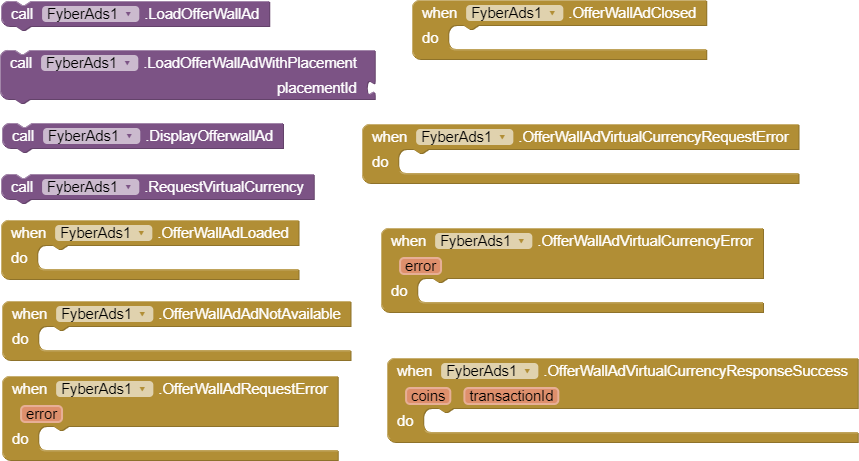 call FyberAds1 .LoadOfferWallAd
call FyberAds1 .LoadOfferWallAdWithPlacement
placementId
call FyberAds1 .DisplayOfferwallAd
call FyberAds1 .RequestVirtualCurrency
when FyberAds1 .OfferWallAdLoaded
do
when FyberAds1 .OfferWallAdAdNotAvailable
do
when FyberAds1 .OfferWallAdRequestError
error
do
when FyberAds1 .OfferWallAdClosed
do
when FyberAds1 .OfferWallAdVirtualCurrencyRequestError
do
when FyberAds1 .OfferWallAdVirtualCurrencyError
error
do
when FyberAds1 .OfferWallAdVirtualCurrencyResponseSuccess
coins transactionId
do